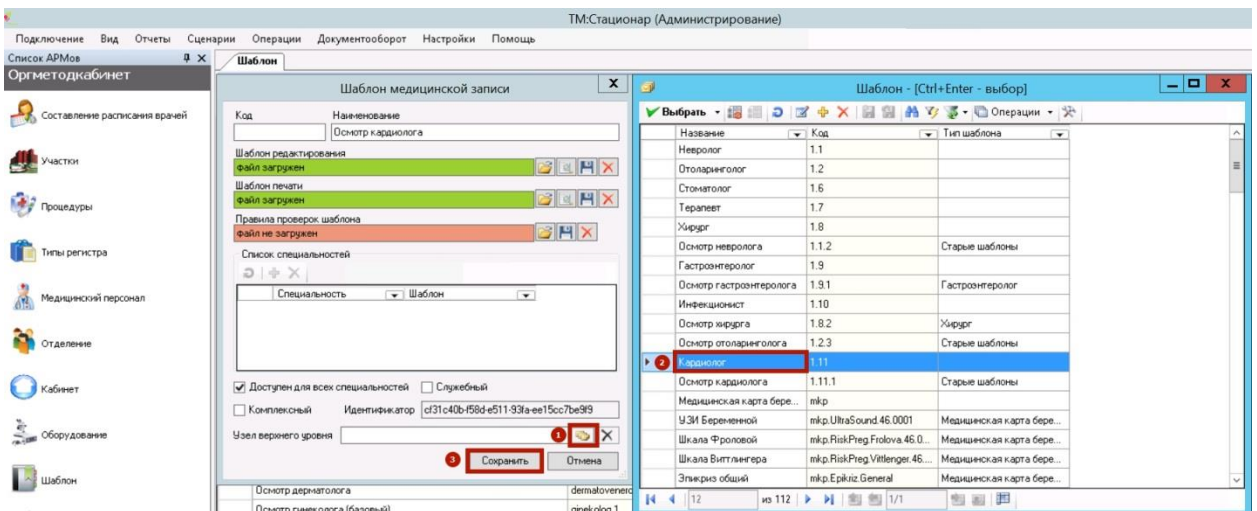 ТМ:Стационар (Администрирование)
Подключение Вид Отчеты Сценарии Операции Документооборот Настройки Помощь
Список АРМов
Оргметодкабинет
Составление расписания врачей
Участки
Процедуры
Типы регистра
Медицинский персонал
Отделение
Кабинет
Оборудование
Шаблон
Шаблон
Шаблон медицинской записи
Код Наименование
Осмотр кардиолога
Шаблон редактирования
файл загружен
Шаблон печати
файл загружен
Правила проверок шаблона
файл не загружен
Список специальностей
Специальность Шаблон
Доступен для всех специальностей Служебный
Комплексный Идентификатор cf31c40b-f58d-e511-93fa-ee15cc7be9f9
Узел верхнего уровня 1
3 Сохранить Отмена
Осмотр дерматолога
Осмотр гинеколога (базовый) ginekolog.1
Шаблон - [Ctrl+Enter - выбор]
Выбрать Операции
Название Код Тип шаблона
Невролог 1.1
Отоларинголог 1.2
Стоматолог 1.6
Терапевт 1.7
Хирург 1.8
Осмотр невролога 1.1.2 Старые шаблоны
Гастроэнтеролог 1.9
Осмотр гастроэнтеролога 1.9.1 Гастроэнтеролог
Инфекционист 1.10
Осмотр хирурга 1.8.2 Хирург
Осмотр отоларинголога 1.2.3 Старые шаблоны
2 Кардиолог 1.11
Осмотр кардиолога 1.11.1 Старые шаблоны
Медицинская карта бере... mkp
УЗИ Беременной mkp.UltraSound.46.0001 Медицинская карта бере...
Шкала Фроловой mkp.RiskPreg.Frolova.46.0... Медицинская карта бере...
Шкала Виттлингера mkp.RiskPreg.Vittlenger.46.... Медицинская карта бере...
Эпикриз общий mkp.Epikriz.General Медицинская карта бере...
12 из 112 1/1